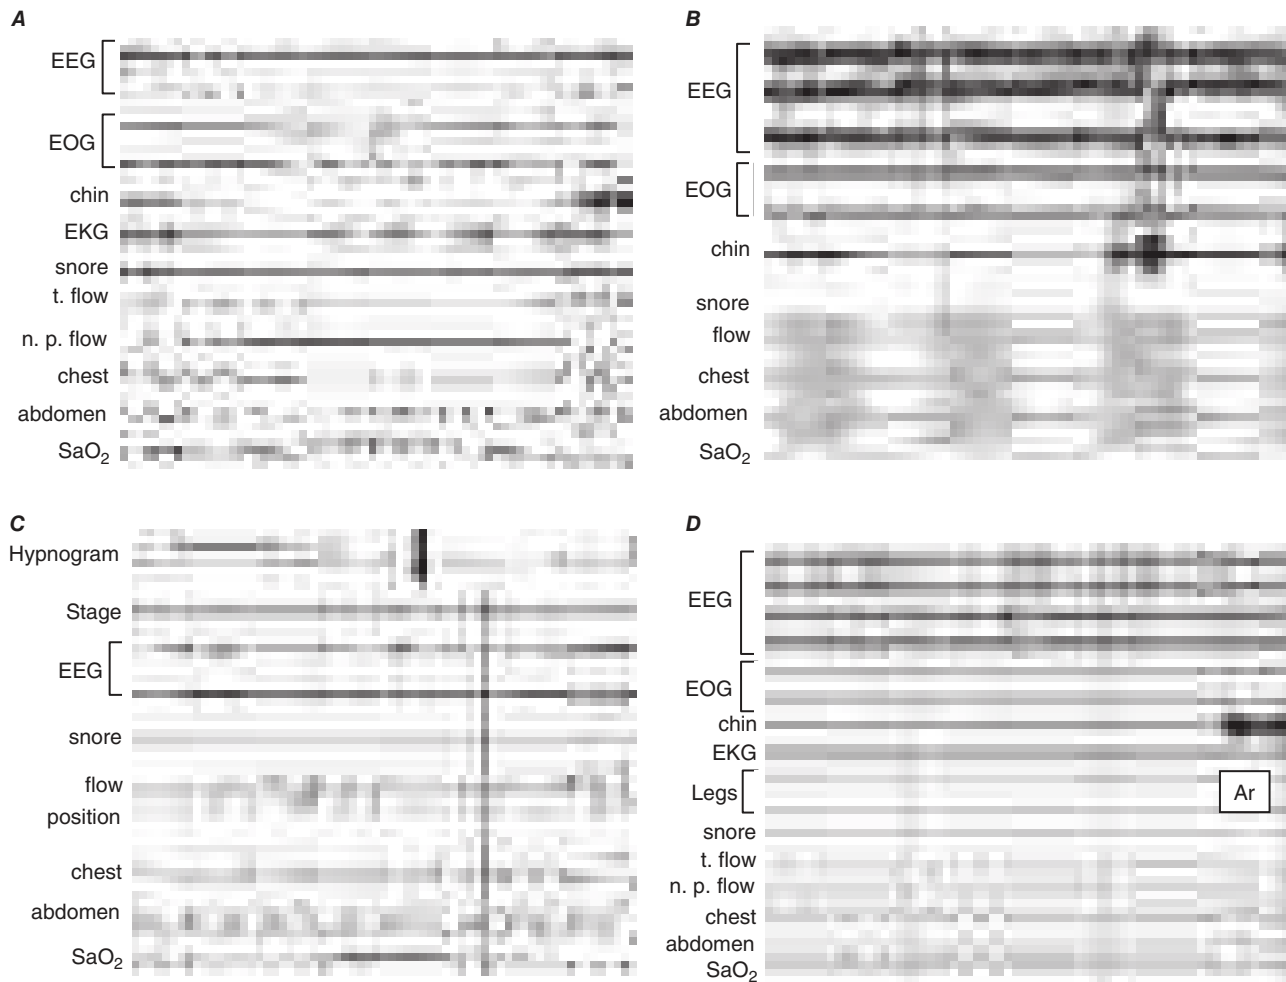 A
EEG
EOG
chin
EKG
snore
t. flow
n. p. flow
chest
abdomen
SaO2
B
EEG
EOG
chin
snore
flow
chest
abdomen
SaO2
C
Hypnogram
Stage
EEG
snore
flow
position
chest
abdomen
SaO2
D
EEG
EOG
chin
EKG
Legs
Ar
snore
t. flow
n. p. flow
chest
abdomen
SaO2